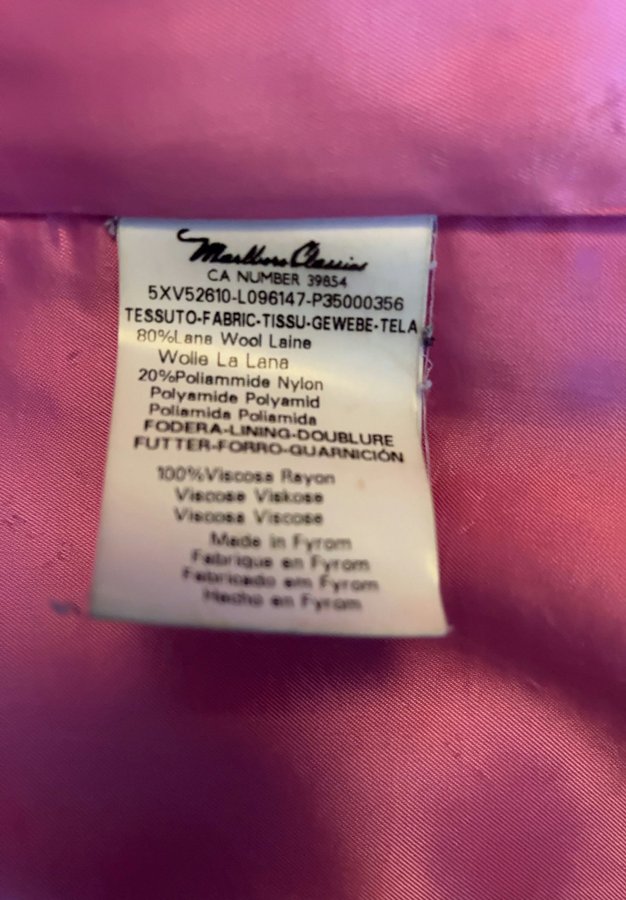 Marlboro Classics
CA NUMBER 39854
5XV52610-L096147-P35000356
TESSUTO-FABRIC-TISSU-GEWEBE-TELA
80%Lana Wool Laine
Wolle La Lana
20%Poliammide Nylon
Polyamide Polyamid
Poliamida Poliamida
FODERA-LINING-DOUBLURE
FUTTER-FORRO-GUARNICIÓN
100%Viscosa Rayon
Viscose Viskose
Viscosa Viscose
Made in Fyrom
Fabrique en Fyrom
Fabricado em Fyrom
Hecho en Fyrom